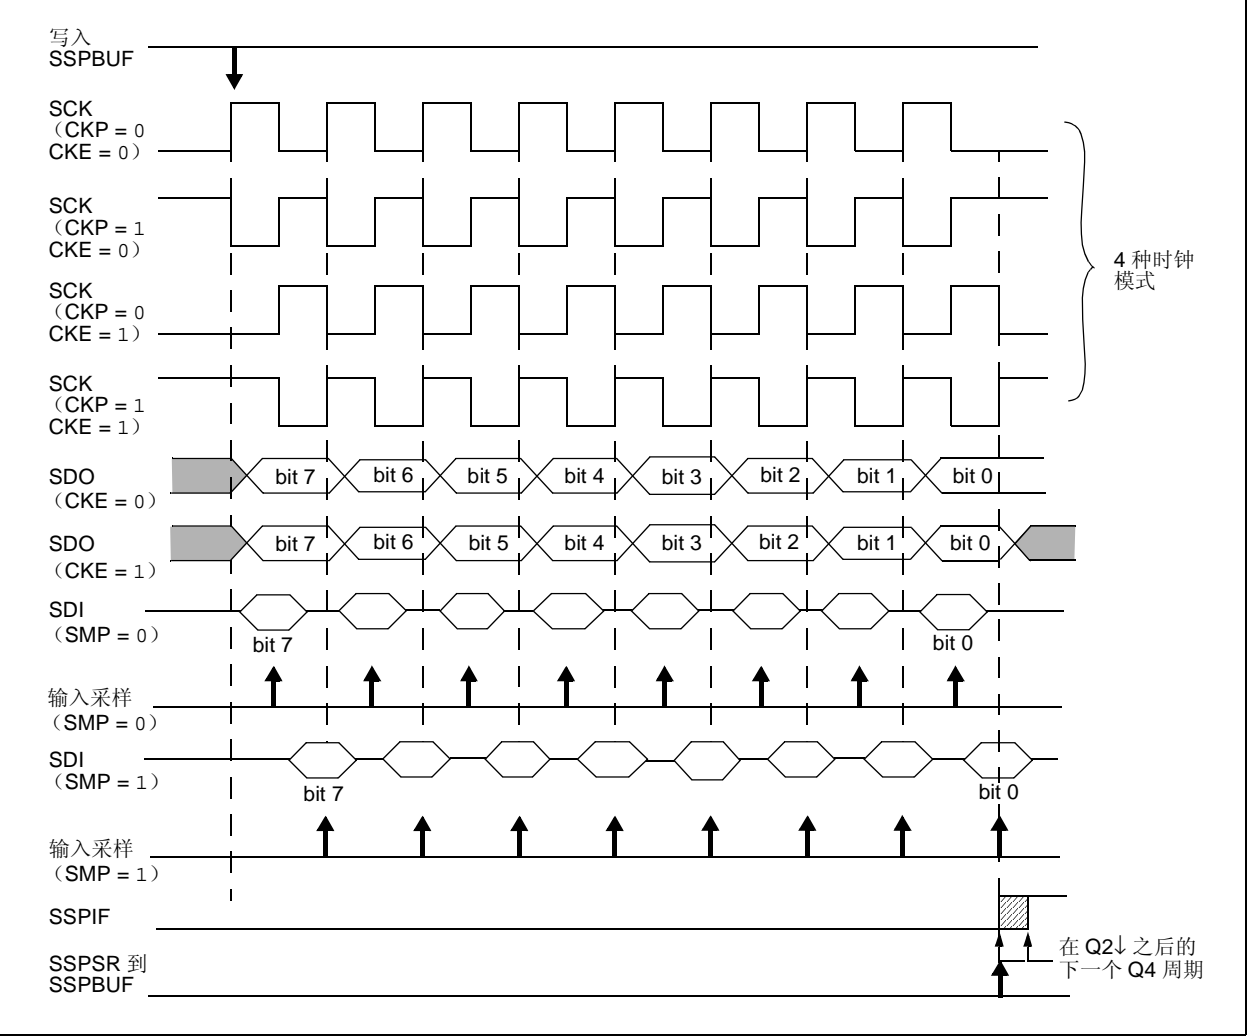 写入
SSPBUF
SCK
（CKP = 0
CKE = 0）
SCK
（CKP = 1
CKE = 0）
SCK
（CKP = 0
CKE = 1）
SCK
（CKP = 1
CKE = 1）
4 种时钟
模式
SDO
（CKE = 0）
bit 7 bit 6 bit 5 bit 4 bit 3 bit 2 bit 1 bit 0
SDO
（CKE = 1）
bit 7 bit 6 bit 5 bit 4 bit 3 bit 2 bit 1 bit 0
SDI
（SMP = 0）
bit 7 bit 0
输入采样
（SMP = 0）
SDI
（SMP = 1）
bit 7 bit 0
输入采样
（SMP = 1）
SSPIF
SSPSR 到
SSPBUF
在 Q2↓ 之后的
下一个 Q4 周期